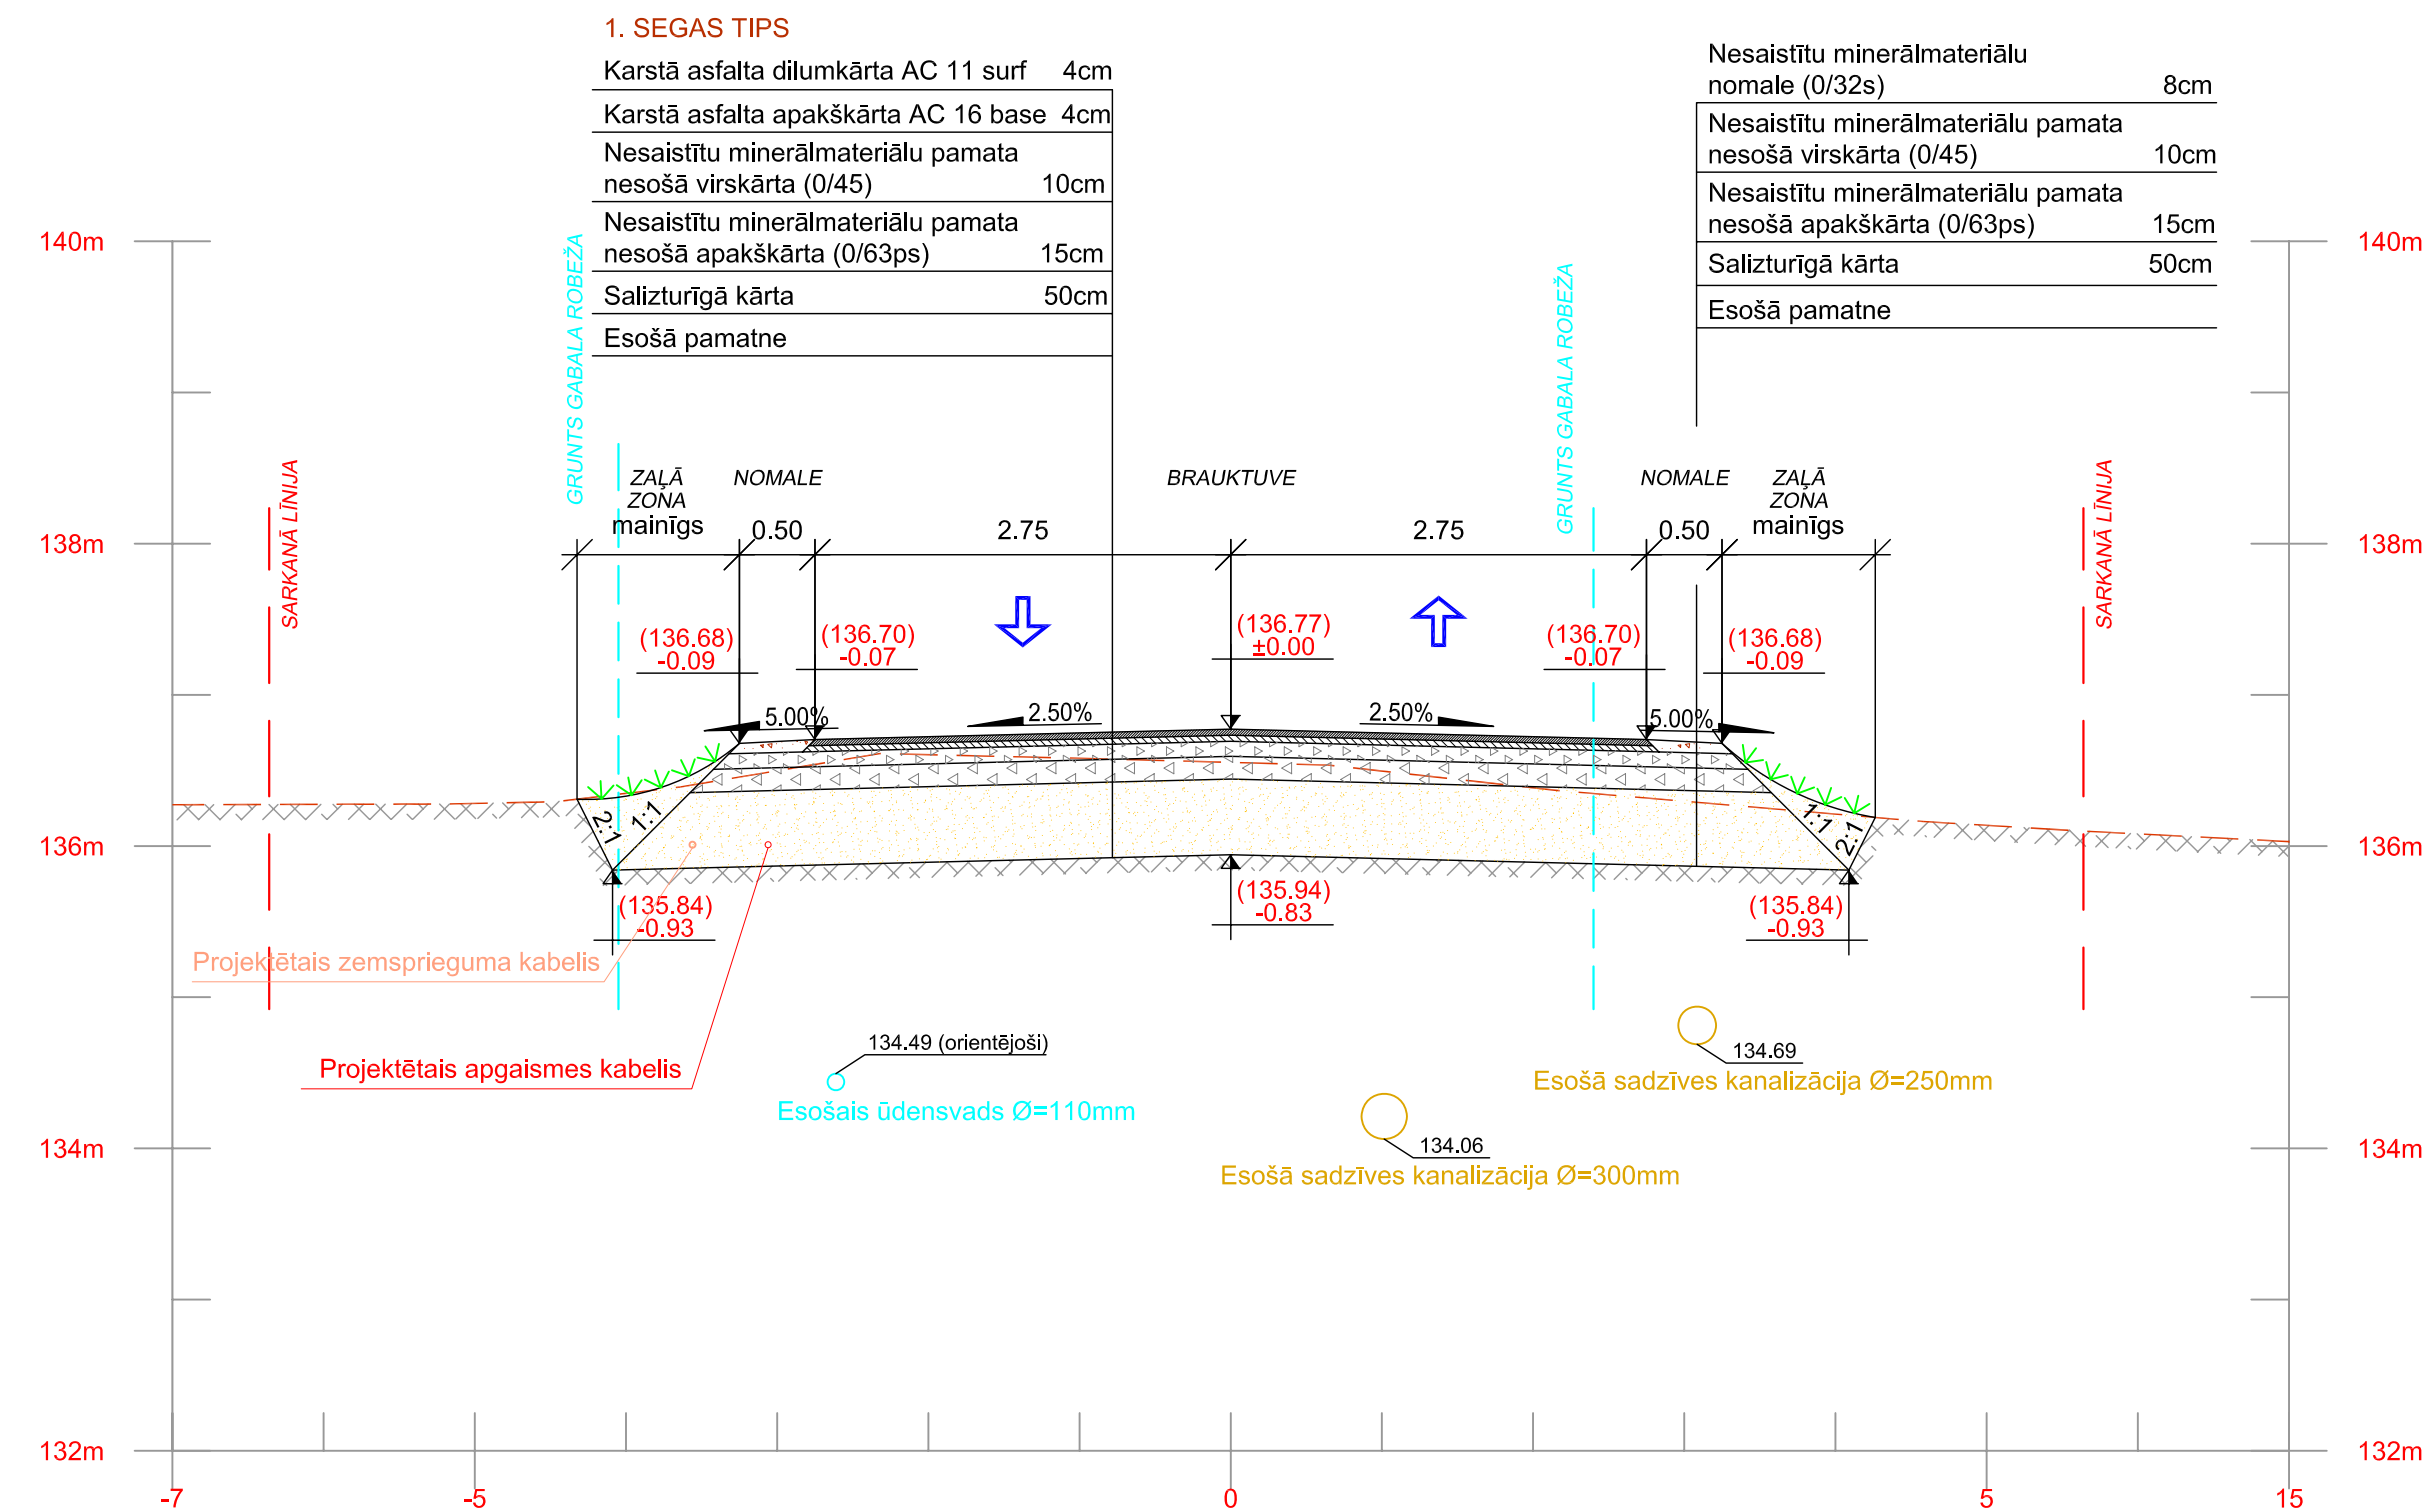 1. SEGAS TIPS
Karstā asfalta dilumkārta AC 11 surf 4cm
Karstā asfalta apakškārta AC 16 base 4cm
Nesaistītu minerālmateriālu pamata
nesošā virskārta (0/45) 10cm
Nesaistītu minerālmateriālu pamata
nesošā apakškārta (0/63ps) 15cm
Salizturīgā kārta 50cm
Esošā pamatne
Nesaistītu minerālmateriālu
nomale (0/32s) 8cm
Nesaistītu minerālmateriālu pamata
nesošā virskārta (0/45) 10cm
Nesaistītu minerālmateriālu pamata
nesošā apakškārta (0/63ps) 15cm
Salizturīgā kārta 50cm
Esošā pamatne
140m
138m
136m
134m
132m
140m
138m
136m
134m
132m
SARKANĀ LĪNIJA
GRUNTS GABALA ROBEŽA
GRUNTS GABALA ROBEŽA
SARKANĀ LĪNIJA
ZAĻĀ
ZONA
mainīgs
NOMALE
0.50
BRAUKTUVE
2.75
2.75
NOMALE
0.50
ZAĻĀ
ZONA
mainīgs
(136.68)
-0.09
(136.70)
-0.07
(136.77)
±0.00
(136.70)
-0.07
(136.68)
-0.09
5.00%
2.50%
2.50%
5.00%
2:1
1:1
1:1
2:1
(135.84)
-0.93
(135.94)
-0.83
(135.84)
-0.93
Projektētais zemsprieguma kabelis
Projektētais apgaismes kabelis
134.49 (orientējoši)
Esošais ūdensvads Ø=110mm
134.69
Esošā sadzīves kanalizācija Ø=250mm
134.06
Esošā sadzīves kanalizācija Ø=300mm
-7
-5
0
5
15